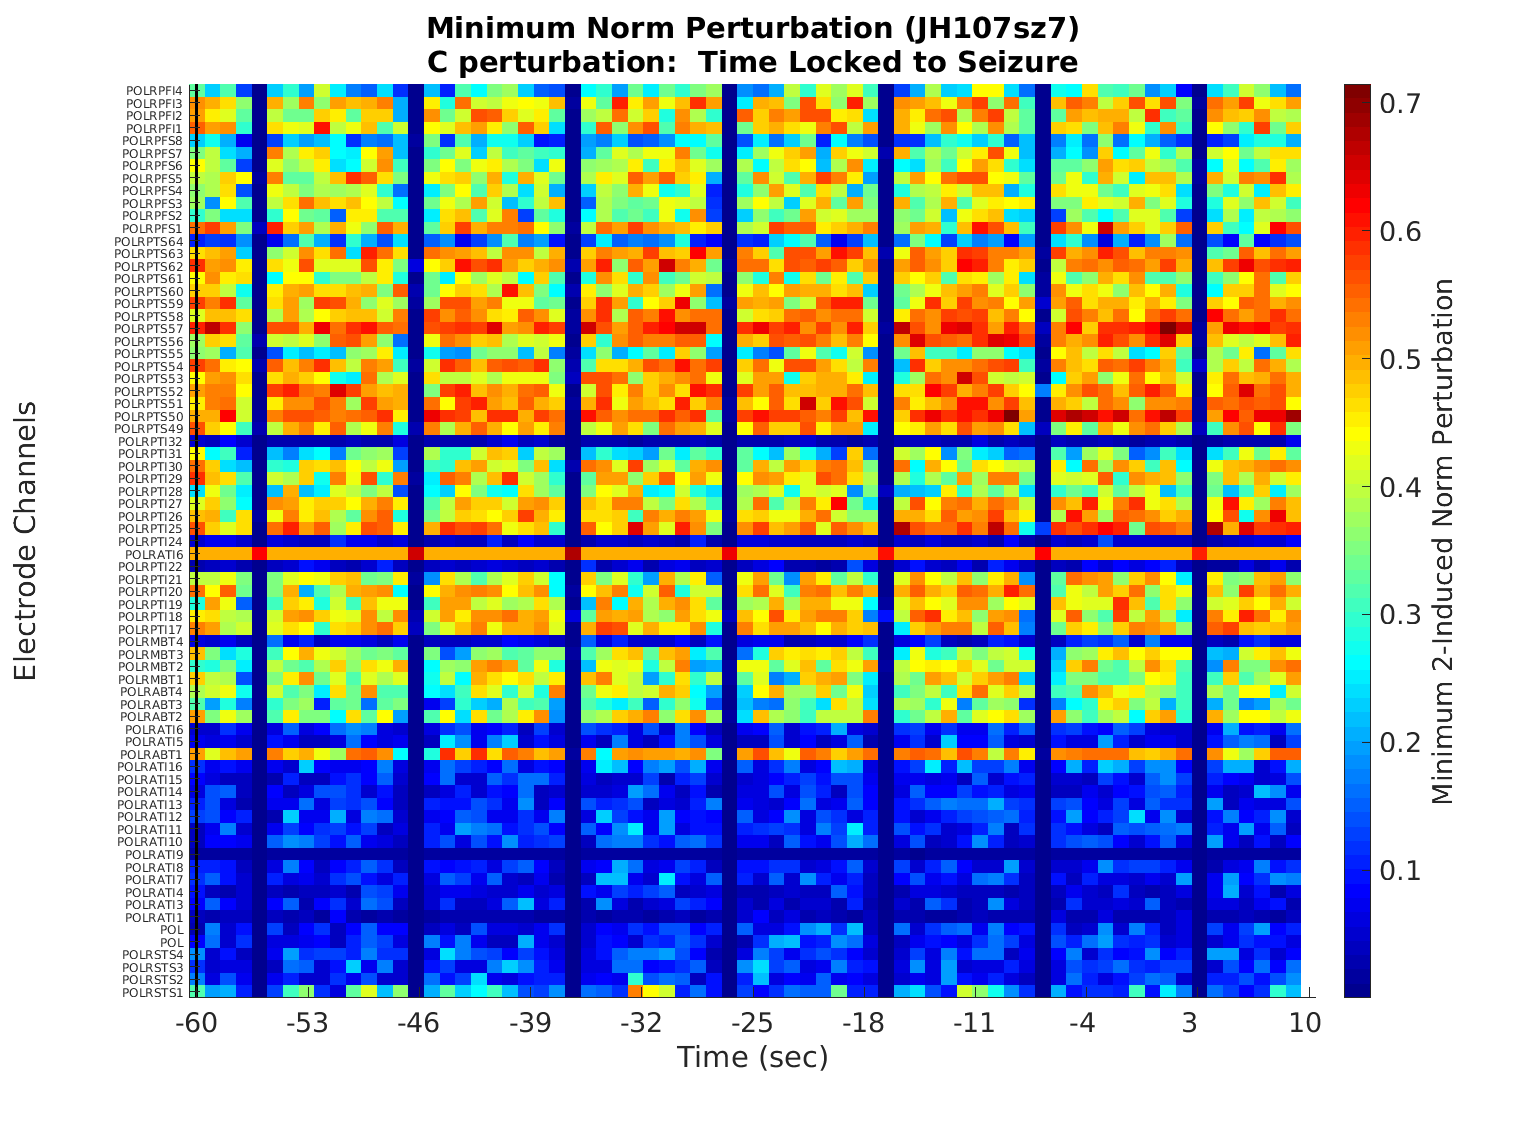 Minimum Norm Perturbation (JH107sz7)
C perturbation:  Time Locked to Seizure
Electrode Channels
POLRPFI4
POLRPFI3
POLRPFI2
POLRPFI1
POLRPFS8
POLRPFS7
POLRPFS6
POLRPFS5
POLRPFS4
POLRPFS3
POLRPFS2
POLRPFS1
POLRPTS64
POLRPTS63
POLRPTS62
POLRPTS61
POLRPTS60
POLRPTS59
POLRPTS58
POLRPTS57
POLRPTS56
POLRPTS55
POLRPTS54
POLRPTS53
POLRPTS52
POLRPTS51
POLRPTS50
POLRPTS49
POLRPTI32
POLRPTI31
POLRPTI30
POLRPTI29
POLRPTI28
POLRPTI27
POLRPTI26
POLRPTI25
POLRPTI24
POLRATI6
POLRPTI22
POLRPTI21
POLRPTI20
POLRPTI19
POLRPTI18
POLRPTI17
POLRMBT4
POLRMBT3
POLRMBT2
POLRMBT1
POLRABT4
POLRABT3
POLRABT2
POLRATI6
POLRATI5
POLRABT1
POLRATI16
POLRATI15
POLRATI14
POLRATI13
POLRATI12
POLRATI11
POLRATI10
POLRATI9
POLRATI8
POLRATI7
POLRATI4
POLRATI3
POLRATI1
POL
POL
POLRSTS4
POLRSTS3
POLRSTS2
POLRSTS1
-60 -53 -46 -39 -32 -25 -18 -11 -4 3 10
Time (sec)
0.7
0.6
0.5
0.4
0.3
0.2
0.1
Minimum 2-Induced Norm Perturbation